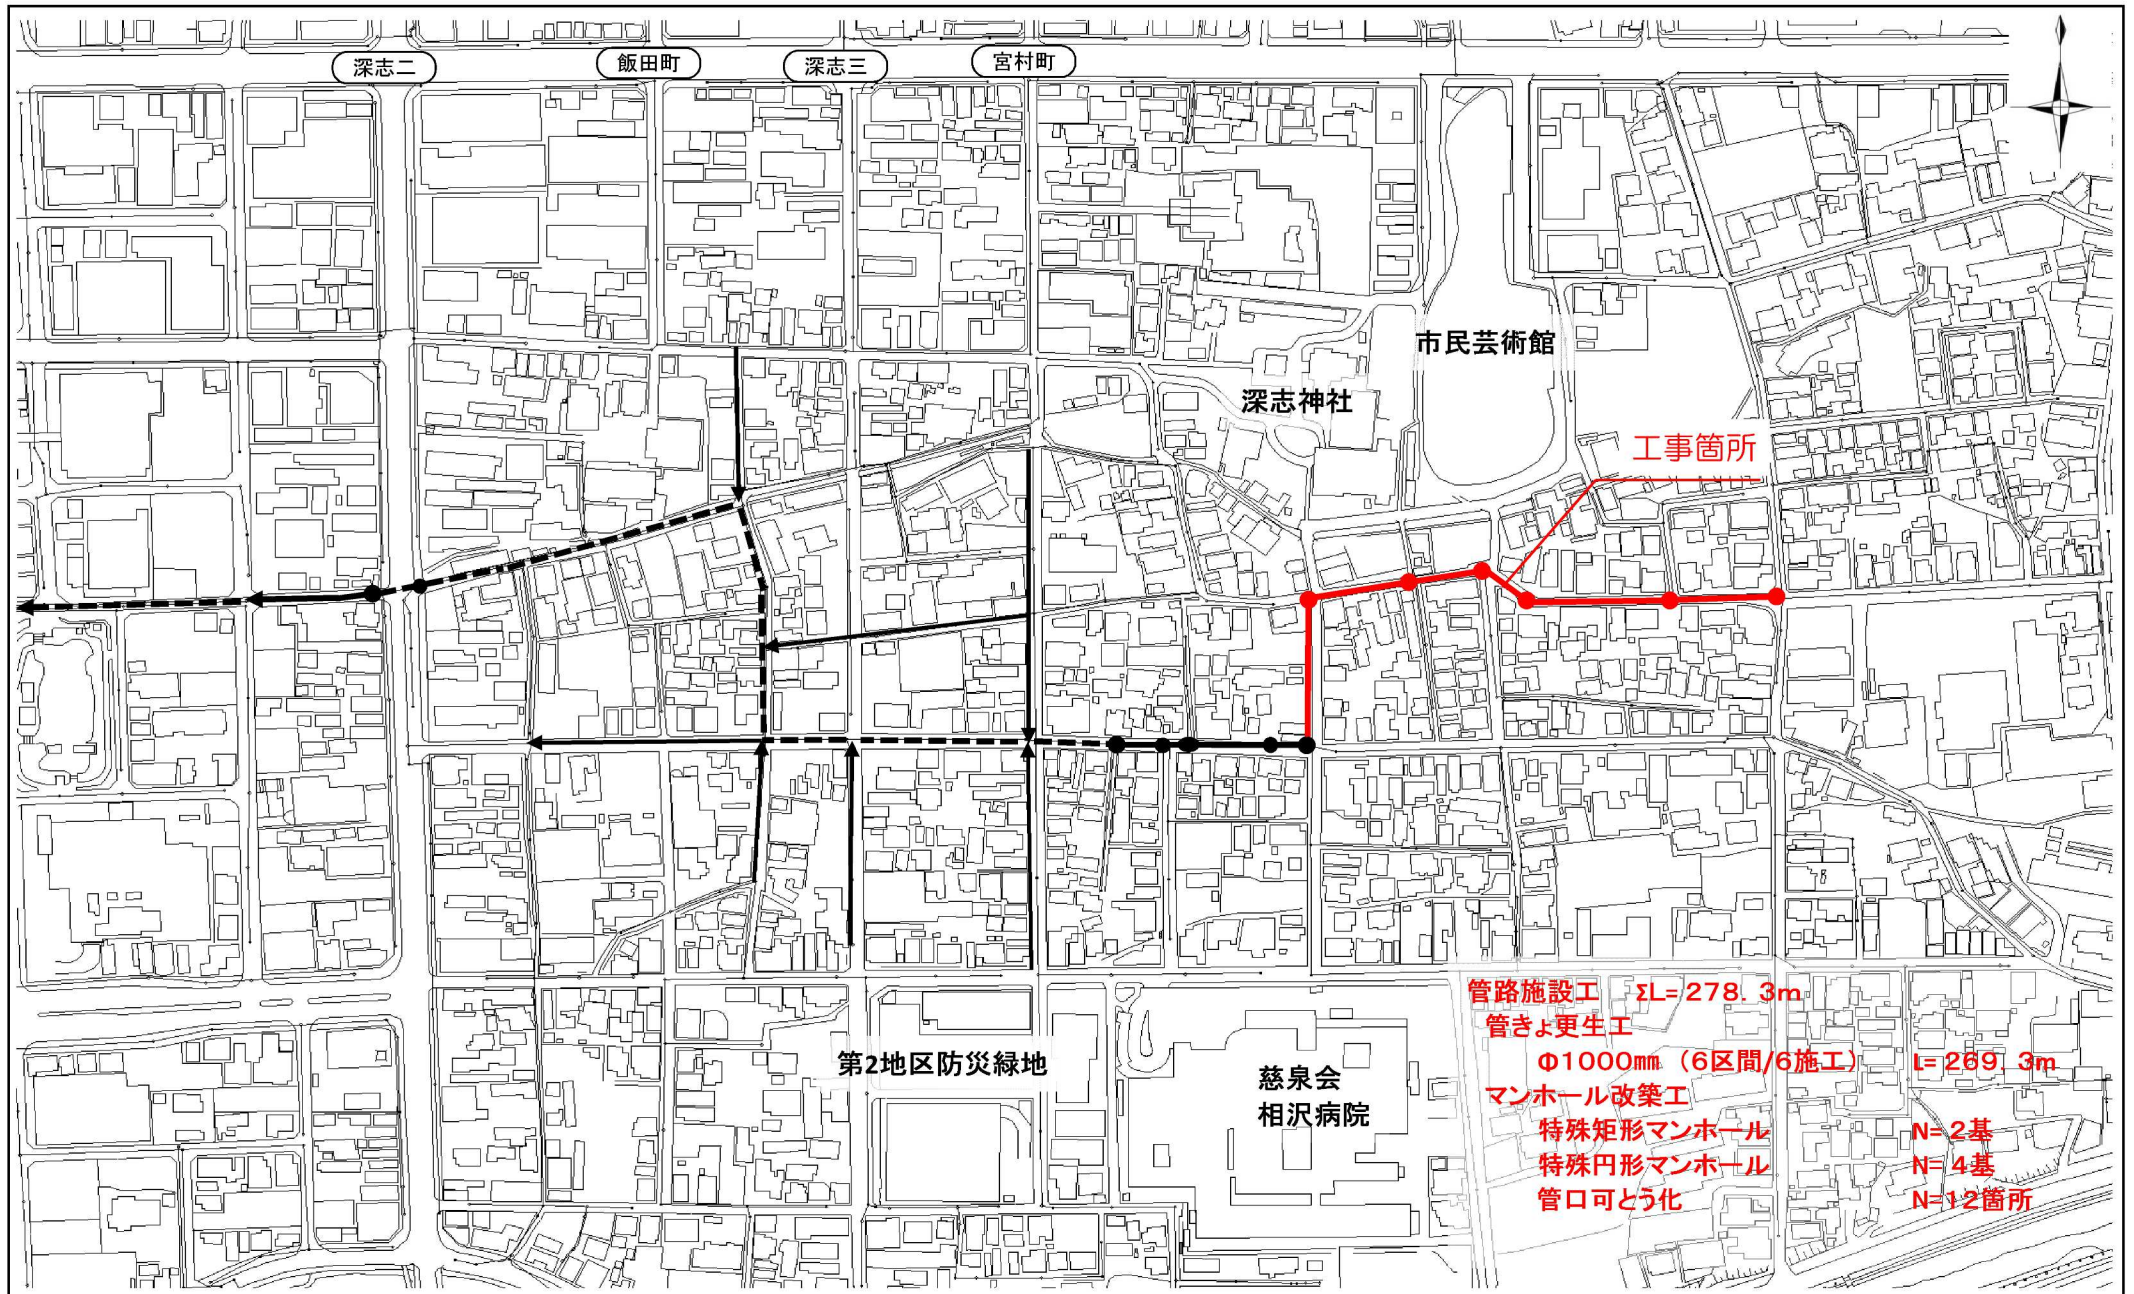 深志二
飯田町
深志三
宮村町
市民芸術館
深志神社
工事箇所
管路施設工 ΣL=278.3m
管きょ更生工
Φ1000㎜(6区間/6施工) L=269.3m
マンホール改築工
特殊矩形マンホール N=2基
特殊円形マンホール N=4基
管口可とう化 N=12箇所
第2地区防災緑地
慈泉会
相沢病院